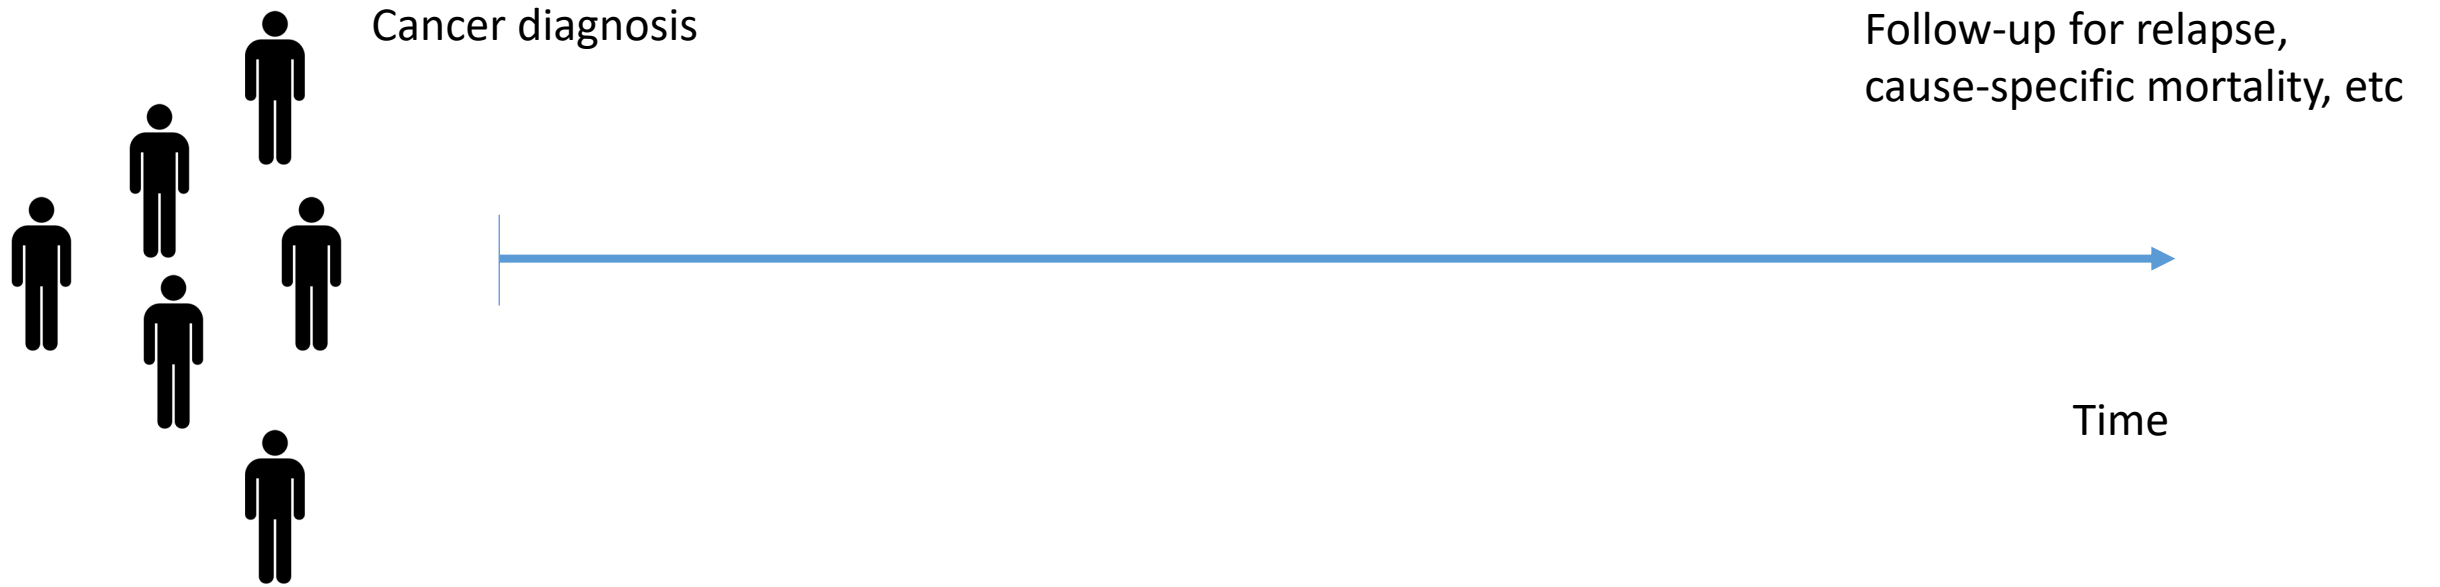 Cancer diagnosis
Follow-up for relapse,
cause-specific mortality, etc
Time